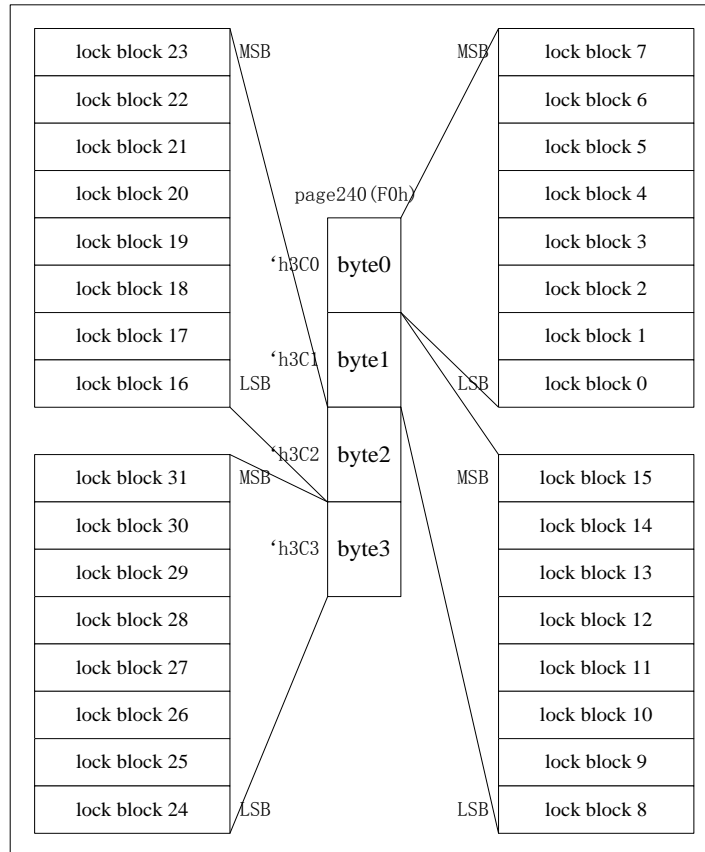 lock block 23
MSB
lock block 22
lock block 21
lock block 20
lock block 19
lock block 18
lock block 17
lock block 16
LSB
MSB
lock block 7
lock block 6
lock block 5
lock block 4
lock block 3
lock block 2
lock block 1
LSB
lock block 0
page240(F0h)
‘h3C0
byte0
‘h3C1
byte1
‘h3C2
byte2
‘h3C3
byte3
lock block 31
MSB
lock block 30
lock block 29
lock block 28
lock block 27
lock block 26
lock block 25
lock block 24
LSB
MSB
lock block 15
lock block 14
lock block 13
lock block 12
lock block 11
lock block 10
lock block 9
LSB
lock block 8